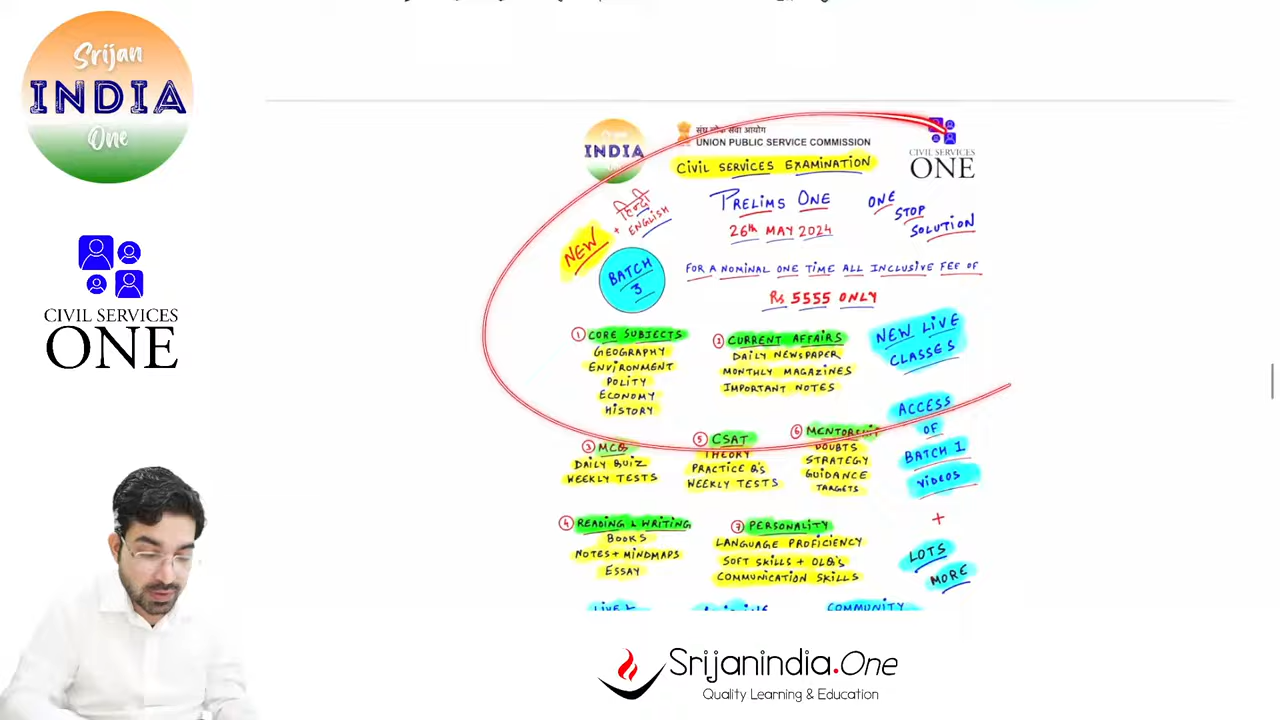 Srijan
INDIA
One
CIVIL SERVICES
ONE
INDIA
संघ लोक सेवा आयोग
UNION PUBLIC SERVICE COMMISSION
CIVIL SERVICES EXAMINATION
CIVIL SERVICES
ONE
NEW
हिन्दी
+ ENGLISH
PRELIMS ONE
26th MAY 2024
ONE
STOP
SOLUTION
BATCH
3
FOR A NOMINAL ONE TIME ALL INCLUSIVE FEE OF
Rs 5555 ONLY
① CORE SUBJECTS
GEOGRAPHY
ENVIRONMENT
POLITY
ECONOMY
HISTORY
② CURRENT AFFAIRS
DAILY NEWSPAPER
MONTHLY MAGAZINES
IMPORTANT NOTES
NEW LIVE
CLASSES
③ MCQs
DAILY QUIZ
WEEKLY TESTS
⑤ CSAT
THEORY
PRACTICE Q's
WEEKLY TESTS
⑥ MENTORSHIP
DOUBTS
STRATEGY
GUIDANCE
TARGETS
ACCESS
OF
BATCH 1
VIDEOS
+
LOTS
MORE
④ READING & WRITING
BOOKS
NOTES + MINDMAPS
ESSAY
⑦ PERSONALITY
LANGUAGE PROFICIENCY
SOFT SKILLS + OLQ's
COMMUNICATION SKILLS
COMMUNITY
Srijanindia.One
Quality Learning & Education